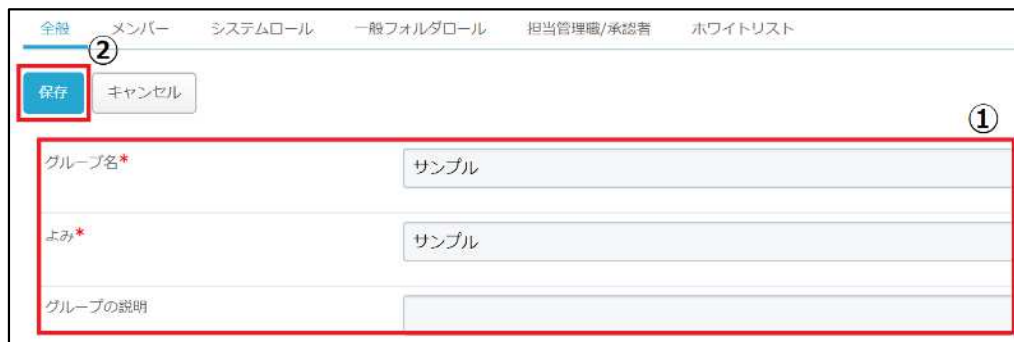 全般 メンバー システムロール 一般フォルダロール 担当管理職/承認者 ホワイトリスト
②
保存 キャンセル
①
グループ名* サンプル
よみ* サンプル
グループの説明